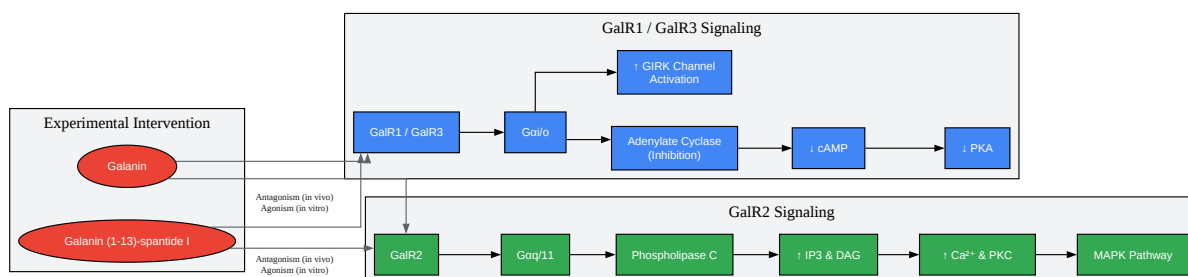 GalR1 / GalR3 Signaling
↑ GIRK Channel
Activation
Experimental Intervention
GalR1 / GalR3
Gαi/o
Adenylate Cyclase
(Inhibition)
↓ cAMP
↓ PKA
Galanin
Antagonism (in vivo)
Agonism (in vitro)
GalR2 Signaling
Galanin (1-13)-spantide I
Antagonism (in vivo)
Agonism (in vitro)
GalR2
Gαq/11
Phospholipase C
↑ IP3 & DAG
↑ Ca²⁺ & PKC
MAPK Pathway